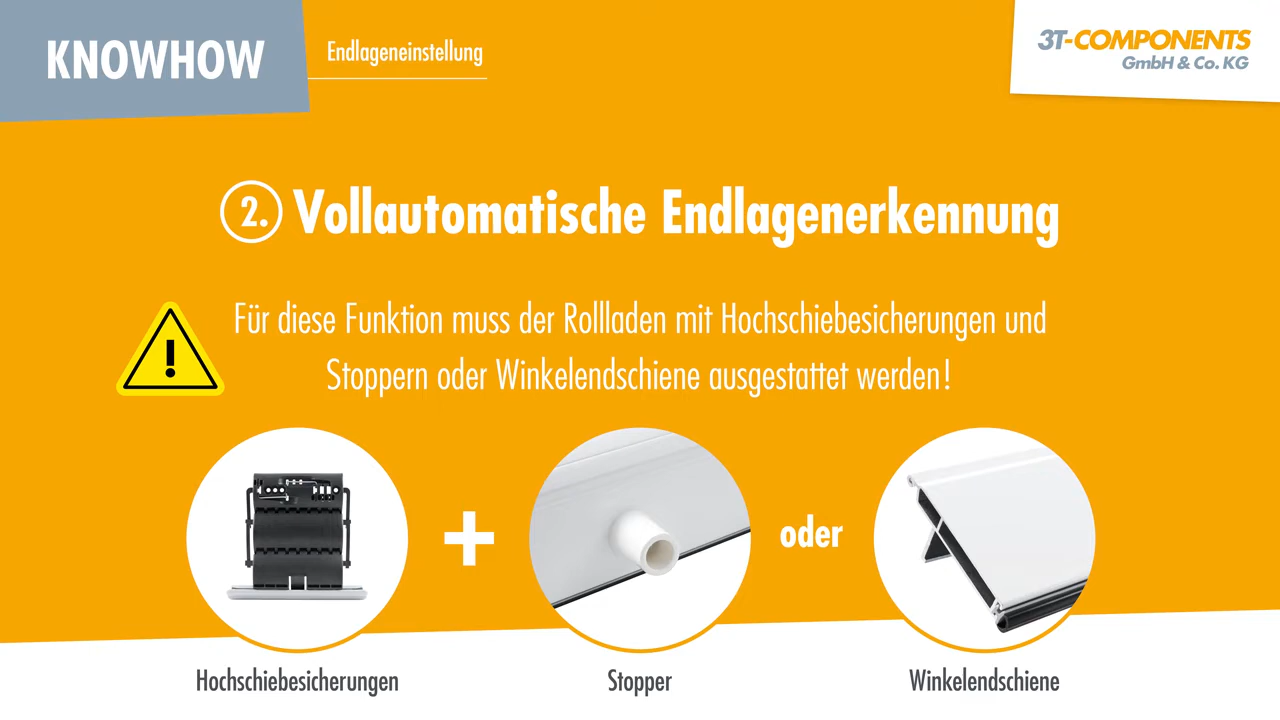 KNOWHOW
Endlageneinstellung
3T-COMPONENTS
GmbH & Co. KG
2. Vollautomatische Endlagenerkennung
Für diese Funktion muss der Rollladen mit Hochschiebesicherungen und
Stoppern oder Winkelendschiene ausgestattet werden!
+
oder
Hochschiebesicherungen
Stopper
Winkelendschiene